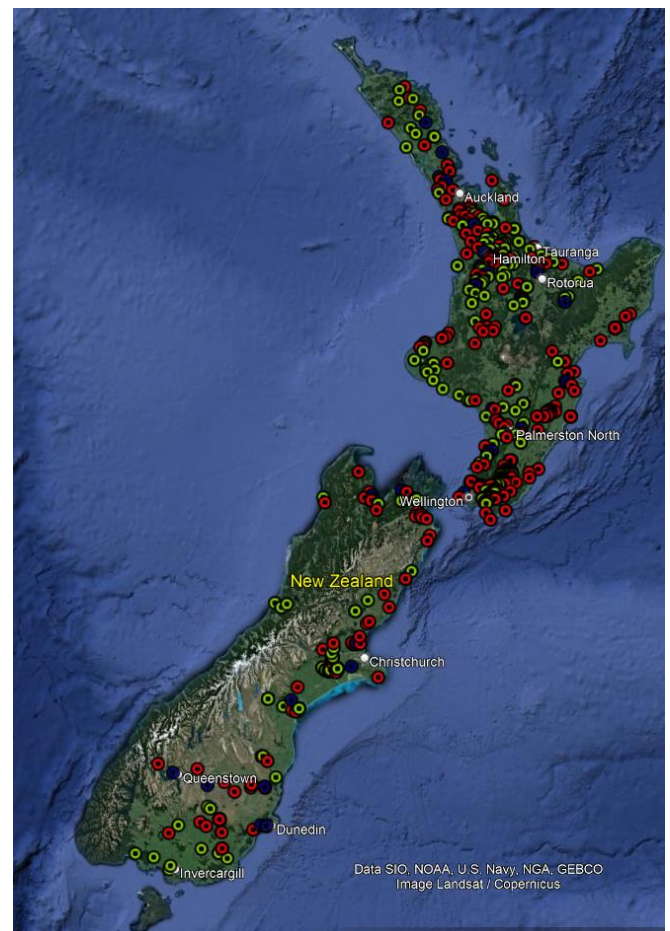 Auckland
Tauranga
Hamilton
Rotorua
Palmerston North
Wellington
New Zealand
Christchurch
Queenstown
Dunedin
Invercargill
Data SIO, NOAA, U.S. Navy, NGA, GEBCO
Image Landsat / Copernicus